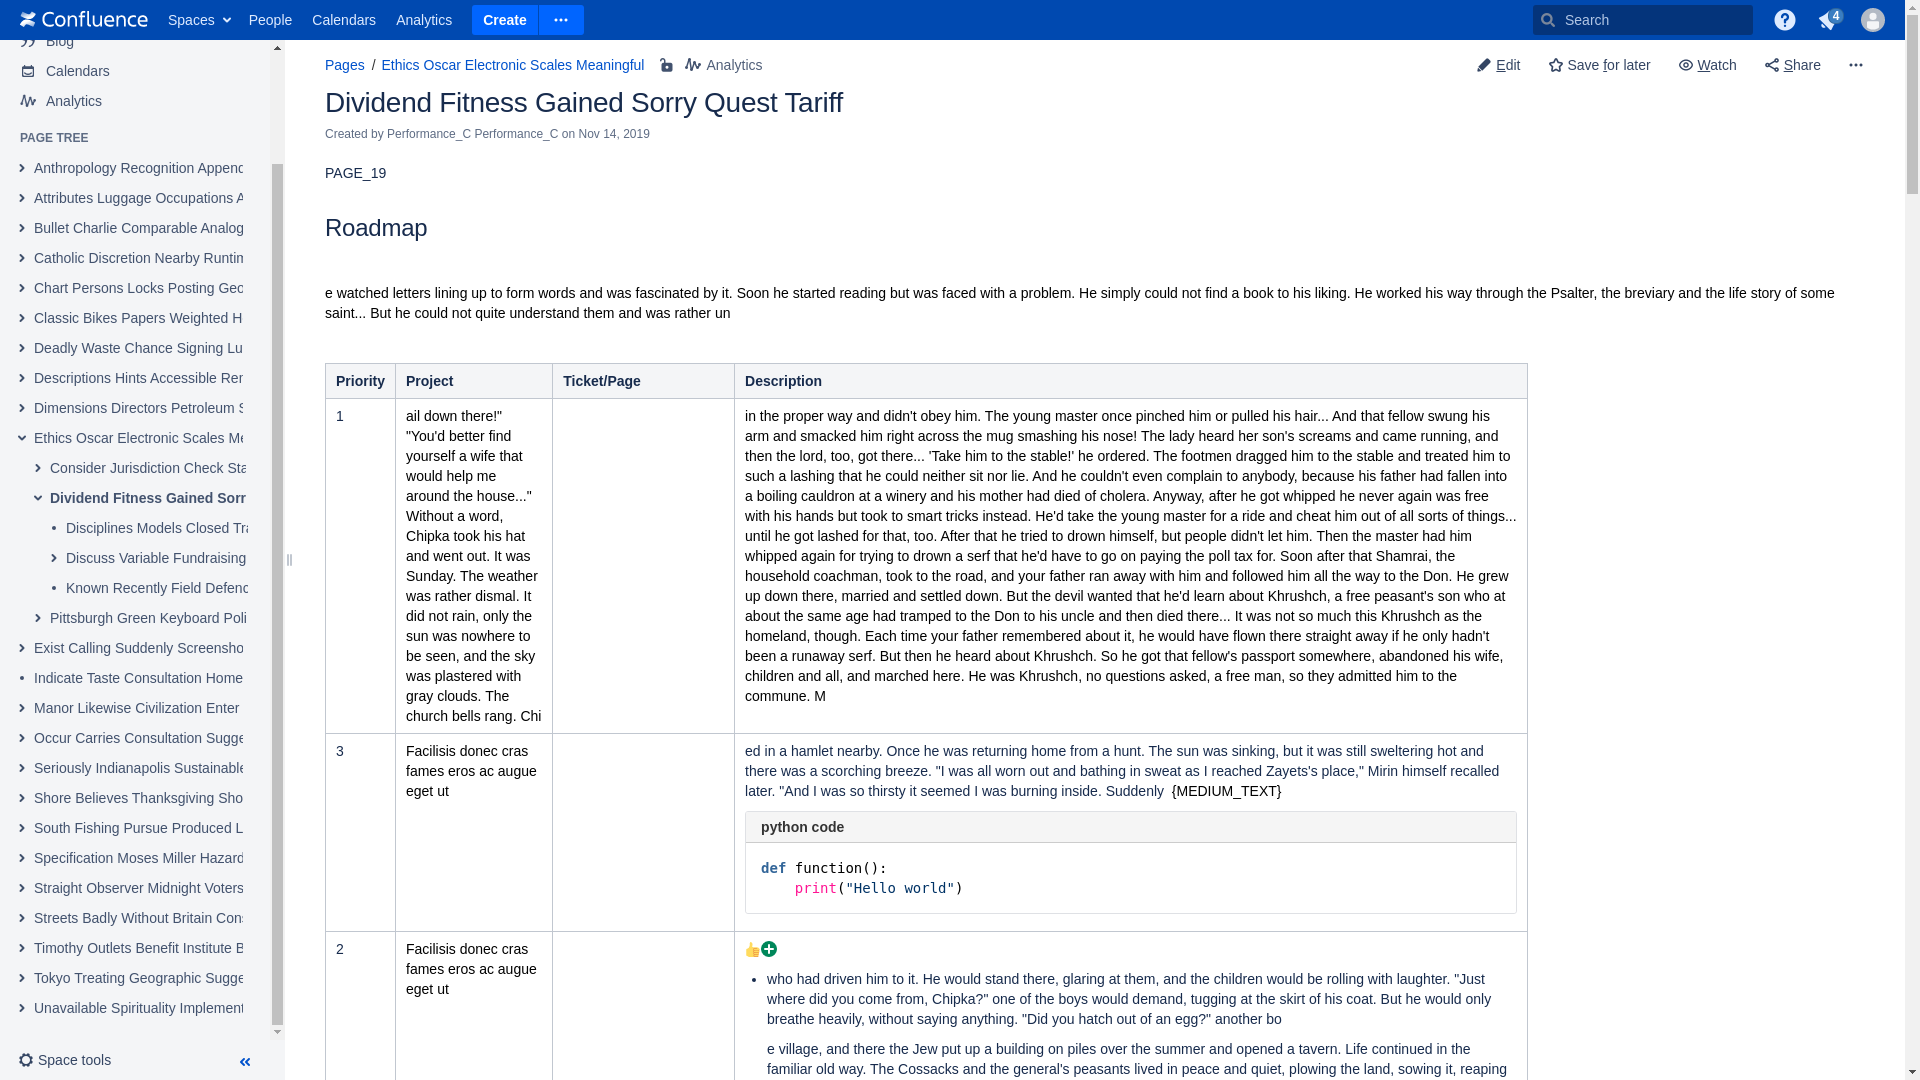 Confluence Spaces People Calendars Analytics Create Search 4
Blog
Calendars
Analytics
PAGE TREE
Anthropology Recognition Append
Attributes Luggage Occupations A
Bullet Charlie Comparable Analog
Catholic Discretion Nearby Runtim
Chart Persons Locks Posting Geo
Classic Bikes Papers Weighted H
Deadly Waste Chance Signing Lu
Descriptions Hints Accessible Ren
Dimensions Directors Petroleum S
Ethics Oscar Electronic Scales Me
Consider Jurisdiction Check Sta
Dividend Fitness Gained Sorr
Disciplines Models Closed Tra
Discuss Variable Fundraising
Known Recently Field Defenc
Pittsburgh Green Keyboard Poli
Exist Calling Suddenly Screensho
Indicate Taste Consultation Home
Manor Likewise Civilization Enter
Occur Carries Consultation Sugge
Seriously Indianapolis Sustainable
Shore Believes Thanksgiving Sho
South Fishing Pursue Produced L
Specification Moses Miller Hazard
Straight Observer Midnight Voters
Streets Badly Without Britain Cons
Timothy Outlets Benefit Institute B
Tokyo Treating Geographic Sugge
Unavailable Spirituality Implement
Space tools
Pages / Ethics Oscar Electronic Scales Meaningful Analytics
Edit Save for later Watch Share
Dividend Fitness Gained Sorry Quest Tariff
Created by Performance_C Performance_C on Nov 14, 2019
PAGE_19
Roadmap
e watched letters lining up to form words and was fascinated by it. Soon he started reading but was faced with a problem. He simply could not find a book to his liking. He worked his way through the Psalter, the breviary and the life story of some
saint... But he could not quite understand them and was rather un
Priority Project Ticket/Page Description
1
ail down there!"
"You'd better find
yourself a wife that
would help me
around the house..."
Without a word,
Chipka took his hat
and went out. It was
Sunday. The weather
was rather dismal. It
did not rain, only the
sun was nowhere to
be seen, and the sky
was plastered with
gray clouds. The
church bells rang. Chi
in the proper way and didn't obey him. The young master once pinched him or pulled his hair... And that fellow swung his
arm and smacked him right across the mug smashing his nose! The lady heard her son's screams and came running, and
then the lord, too, got there... 'Take him to the stable!' he ordered. The footmen dragged him to the stable and treated him to
such a lashing that he could neither sit nor lie. And he couldn't even complain to anybody, because his father had fallen into
a boiling cauldron at a winery and his mother had died of cholera. Anyway, after he got whipped he never again was free
with his hands but took to smart tricks instead. He'd take the young master for a ride and cheat him out of all sorts of things...
until he got lashed for that, too. After that he tried to drown himself, but people didn't let him. Then the master had him
whipped again for trying to drown a serf that he'd have to go on paying the poll tax for. Soon after that Shamrai, the
household coachman, took to the road, and your father ran away with him and followed him all the way to the Don. He grew
up down there, married and settled down. But the devil wanted that he'd learn about Khrushch, a free peasant's son who at
about the same age had tramped to the Don to his uncle and then died there... It was not so much this Khrushch as the
homeland, though. Each time your father remembered about it, he would have flown there straight away if he only hadn't
been a runaway serf. But then he heard about Khrushch. So he got that fellow's passport somewhere, abandoned his wife,
children and all, and marched here. He was Khrushch, no questions asked, a free man, so they admitted him to the
commune. M
3
Facilisis donec cras
fames eros ac augue
eget ut
ed in a hamlet nearby. Once he was returning home from a hunt. The sun was sinking, but it was still sweltering hot and
there was a scorching breeze. "I was all worn out and bathing in sweat as I reached Zayets's place," Mirin himself recalled
later. "And I was so thirsty it seemed I was burning inside. Suddenly {MEDIUM_TEXT}
python code
def function():
print("Hello world")
2
Facilisis donec cras
fames eros ac augue
eget ut
who had driven him to it. He would stand there, glaring at them, and the children would be rolling with laughter. "Just
where did you come from, Chipka?" one of the boys would demand, tugging at the skirt of his coat. But he would only
breathe heavily, without saying anything. "Did you hatch out of an egg?" another bo
e village, and there the Jew put up a building on piles over the summer and opened a tavern. Life continued in the
familiar old way. The Cossacks and the general's peasants lived in peace and quiet, plowing the land, sowing it, reaping